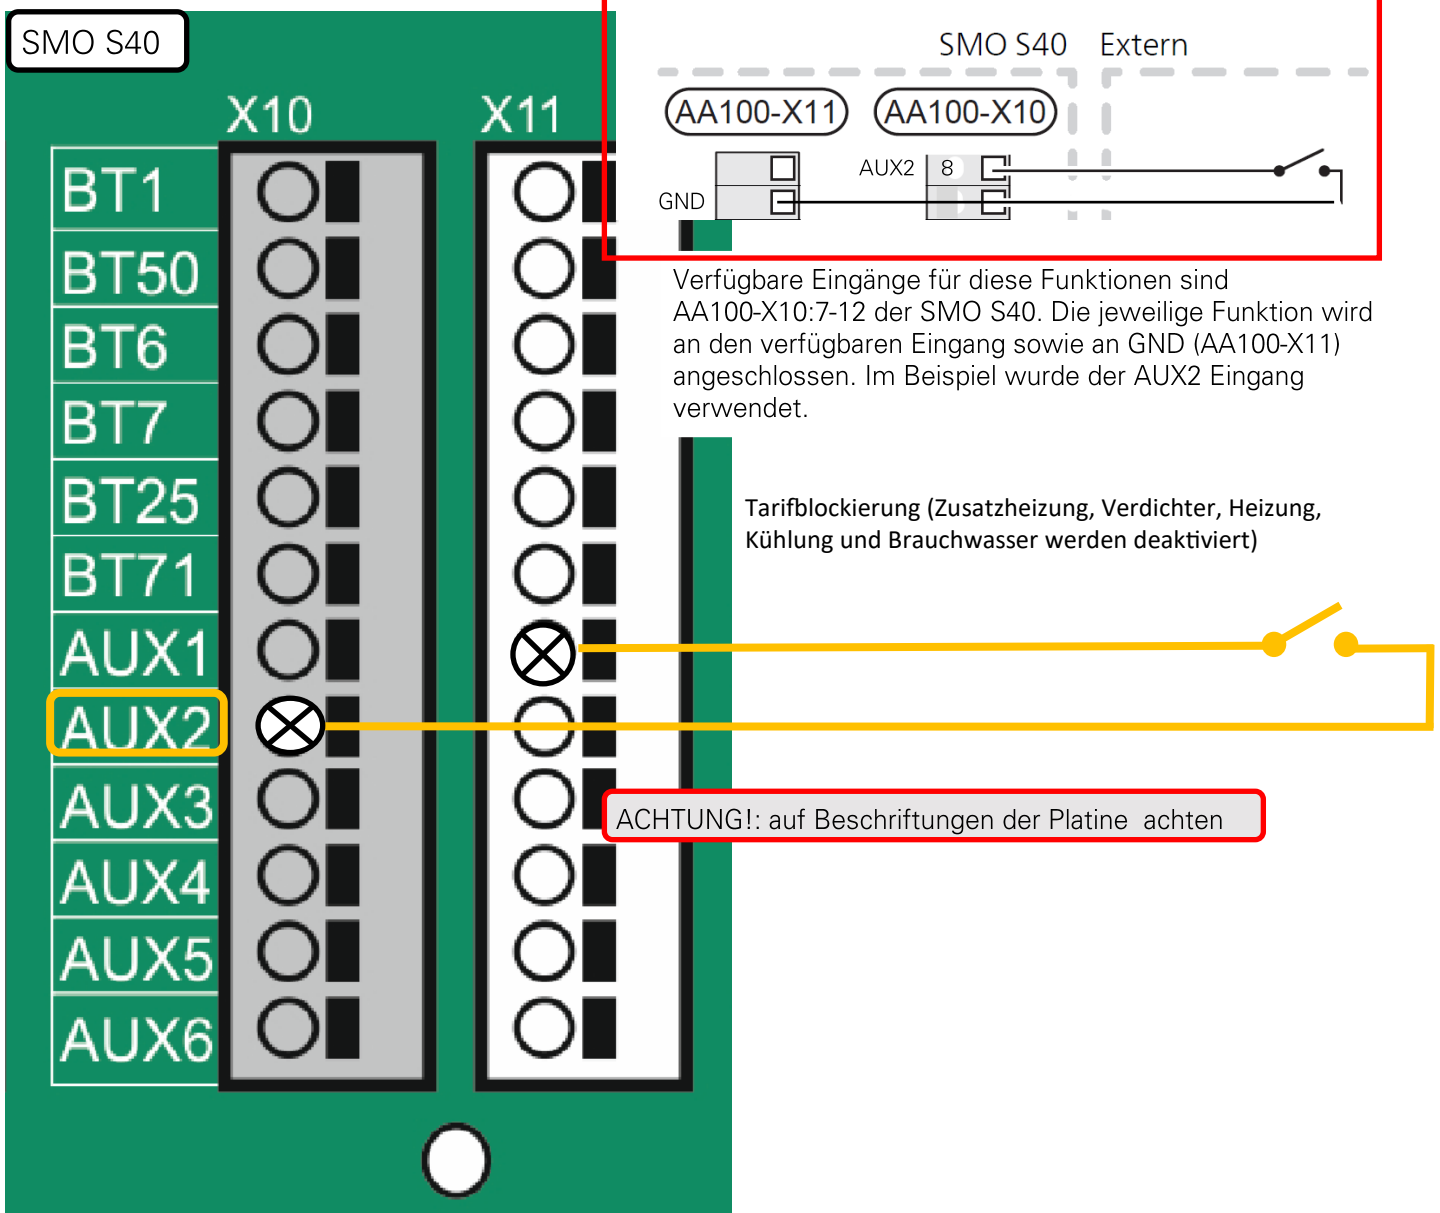 SMO S40
X10
X11
BT1
BT50
BT6
BT7
BT25
BT71
AUX1
AUX2
AUX3
AUX4
AUX5
AUX6
SMO S40 Extern
AA100-X11 AA100-X10
AUX2 8
GND
Verfügbare Eingänge für diese Funktionen sind
AA100-X10:7-12 der SMO S40. Die jeweilige Funktion wird
an den verfügbaren Eingang sowie an GND (AA100-X11)
angeschlossen. Im Beispiel wurde der AUX2 Eingang
verwendet.
Tarifblockierung (Zusatzheizung, Verdichter, Heizung,
Kühlung und Brauchwasser werden deaktiviert)
ACHTUNG!: auf Beschriftungen der Platine achten